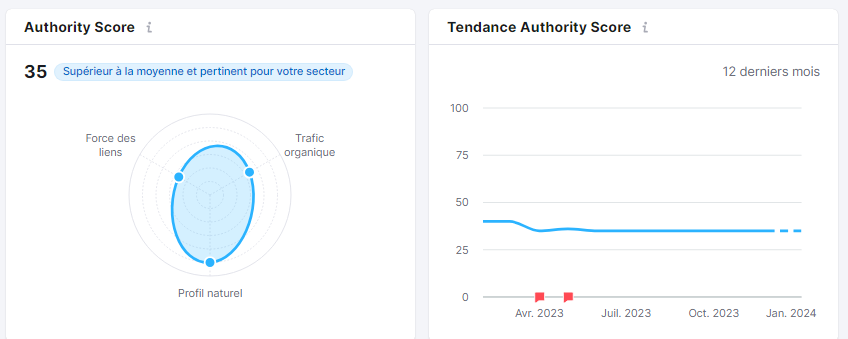 Authority Score
35 Supérieur à la moyenne et pertinent pour votre secteur
Force des
liens
Trafic
organique
Profil naturel
Tendance Authority Score
12 derniers mois
100
75
50
25
0
Avr. 2023 Juil. 2023 Oct. 2023 Jan. 2024